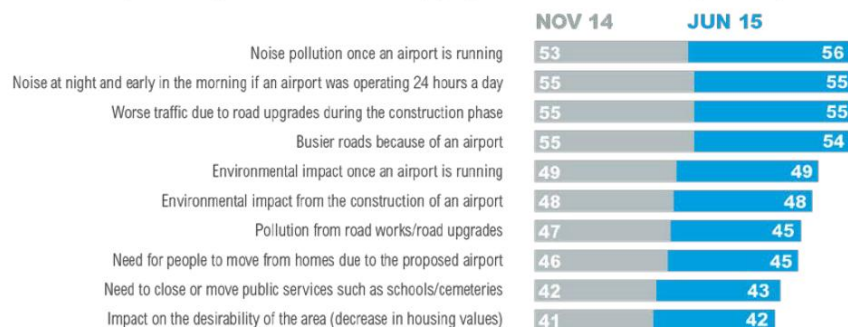 NOV 14 JUN 15
Noise pollution once an airport is running 53 56
Noise at night and early in the morning if an airport was operating 24 hours a day 55 55
Worse traffic due to road upgrades during the construction phase 55 55
Busier roads because of an airport 55 54
Environmental impact once an airport is running 49 49
Environmental impact from the construction of an airport 48 48
Pollution from road works/road upgrades 47 45
Need for people to move from homes due to the proposed airport 46 45
Need to close or move public services such as schools/cemeteries 42 43
Impact on the desirability of the area (decrease in housing values) 41 42